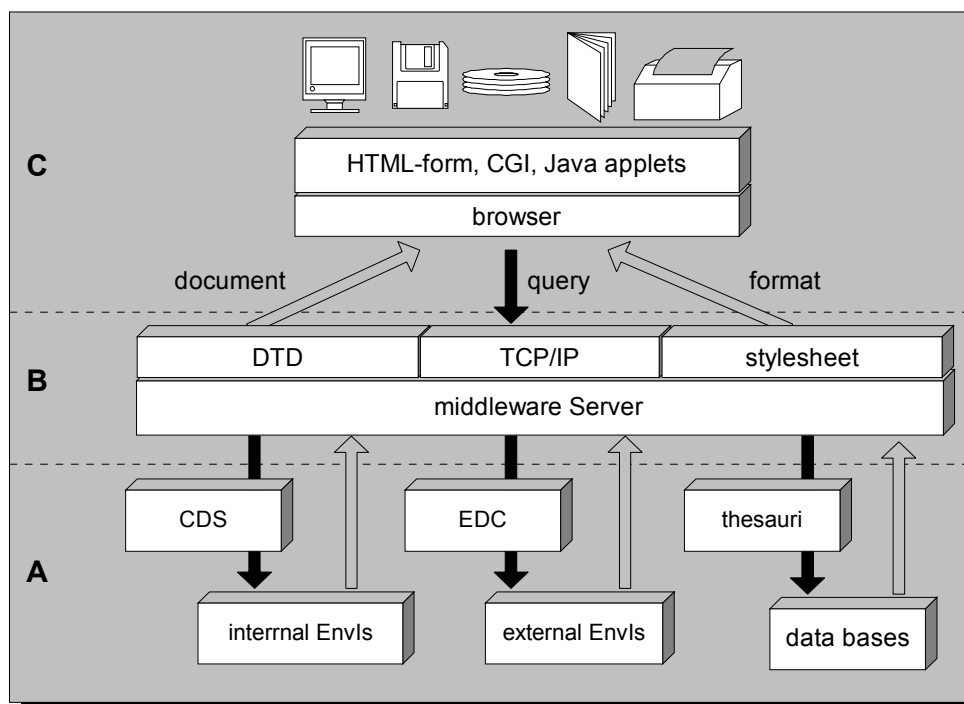 C
HTML-form, CGI, Java applets
browser
document
query
format
B
DTD
TCP/IP
stylesheet
middleware Server
A
CDS
EDC
thesauri
interrnal EnvIs
external EnvIs
data bases